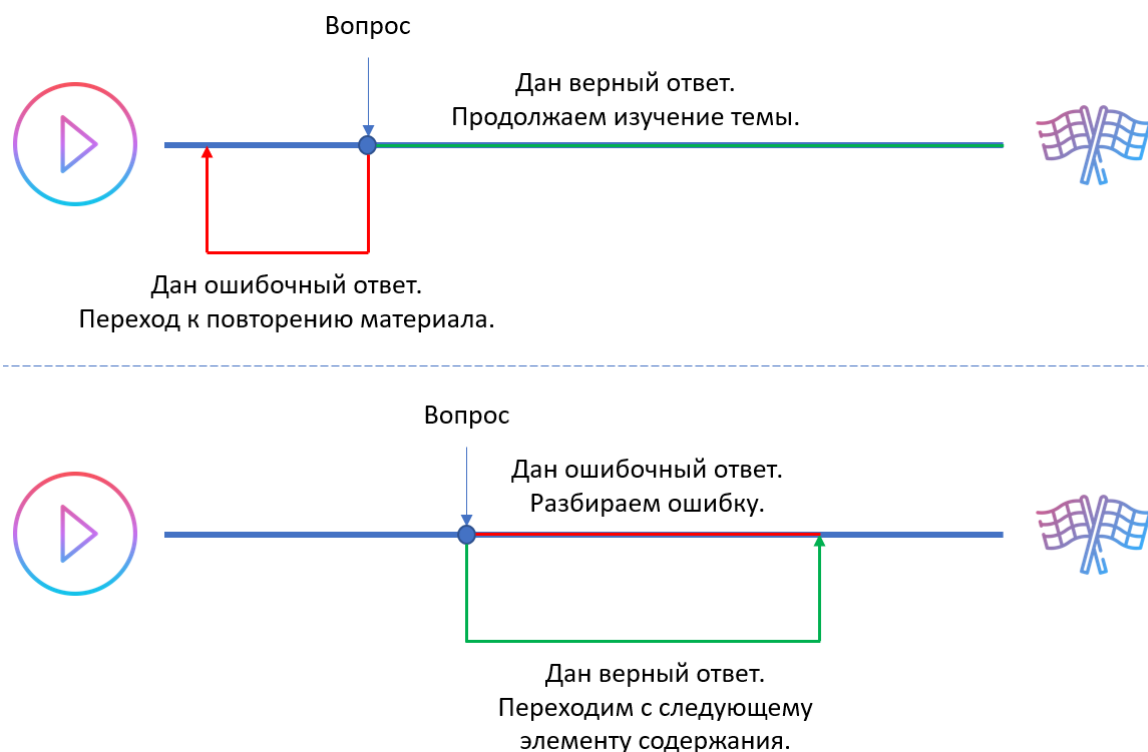 Вопрос
Дан верный ответ.
Продолжаем изучение темы.
Дан ошибочный ответ.
Переход к повторению материала.
Вопрос
Дан ошибочный ответ.
Разбираем ошибку.
Дан верный ответ.
Переходим с следующему
элементу содержания.